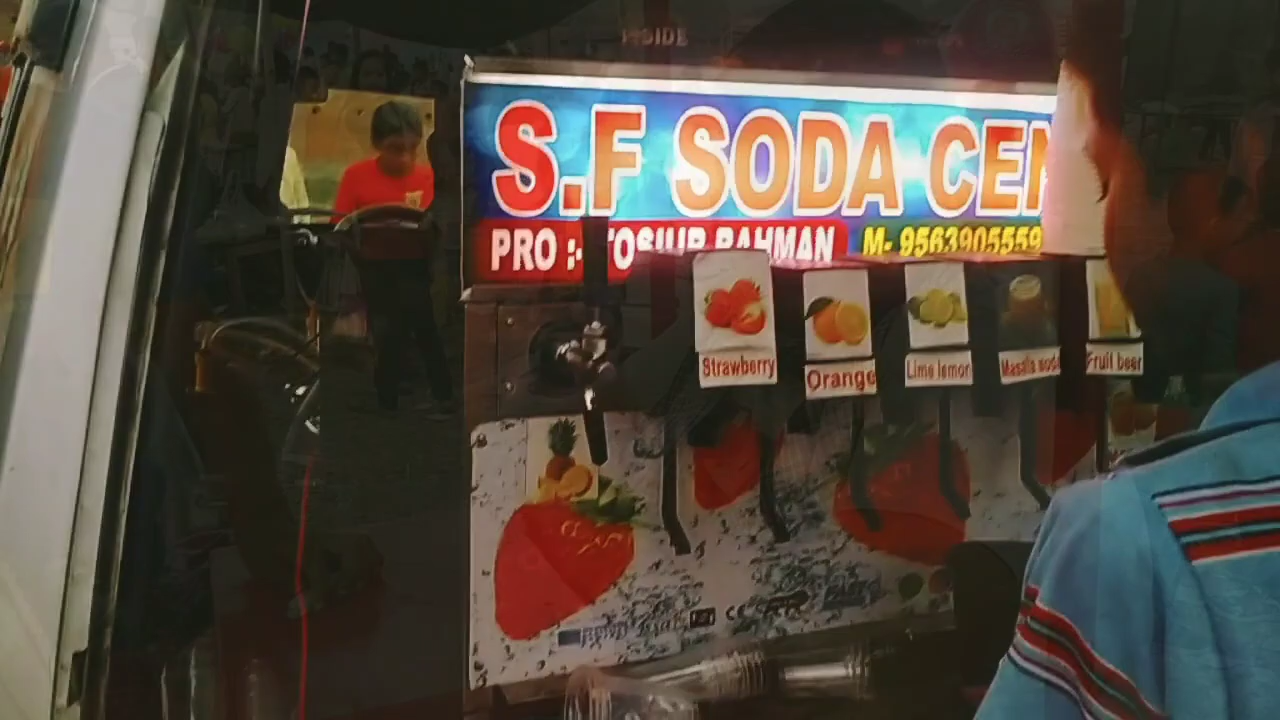 S.F SODA CEN
PRO :- TOSIUR RAHMAN M- 9563905559
Strawberry
Orange
Lime lemon
Masala soda
Fruit beer